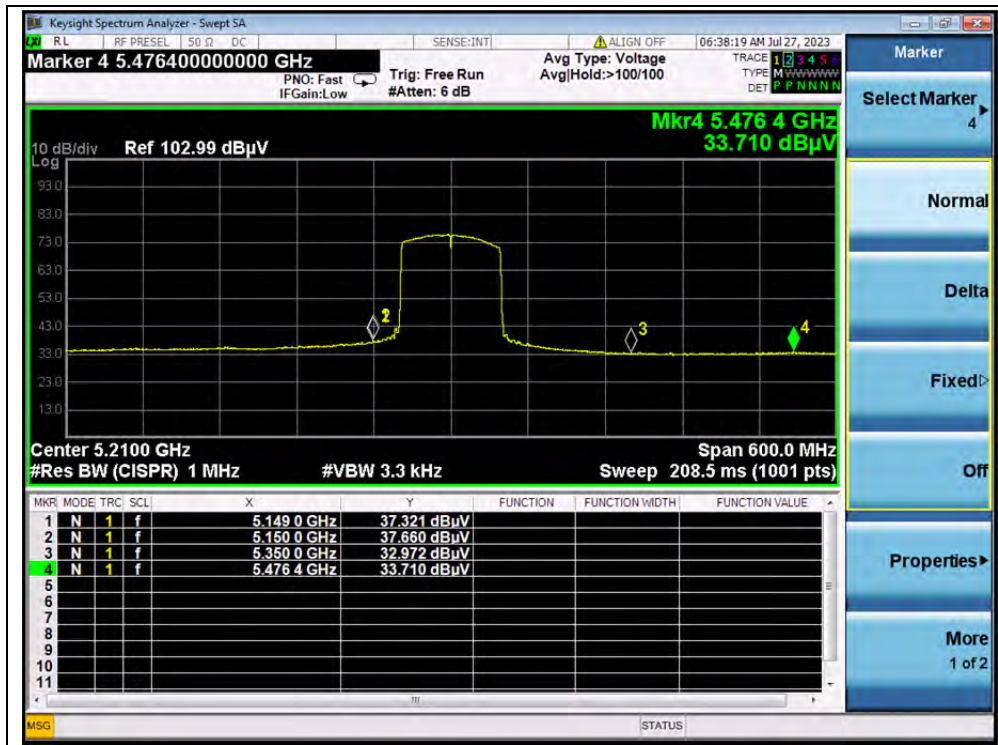 Keysight Spectrum Analyzer - Swept SA
LXI RL RF PRESEL 50 Ω DC SENSE:INT ALIGN OFF 06:38:19 AM Jul 27, 2023
Marker 4 5.476400000000 GHz
PNO: Fast
IFGain:Low
Trig: Free Run
#Atten: 6 dB
Avg Type: Voltage
Avg|Hold:>100/100
TRACE 1 2 3 4 5 6
TYPE M W W W W W
DET P P N N N N
Mkr4 5.476 4 GHz
33.710 dBµV
10 dB/div Ref 102.99 dBµV
Log
93.0
83.0
73.0
63.0
53.0
43.0
33.0
23.0
13.0
2
3
4
Center 5.2100 GHz Span 600.0 MHz
#Res BW (CISPR) 1 MHz #VBW 3.3 kHz Sweep 208.5 ms (1001 pts)
MKR MODE TRC SCL X Y FUNCTION FUNCTION WIDTH FUNCTION VALUE
1 N 1 f 5.149 0 GHz 37.321 dBµV
2 N 1 f 5.150 0 GHz 37.660 dBµV
3 N 1 f 5.350 0 GHz 32.972 dBµV
4 N 1 f 5.476 4 GHz 33.710 dBµV
5
6
7
8
9
10
11
MSG STATUS
Marker
Select Marker
4
Normal
Delta
Fixed
Off
Properties
More
1 of 2